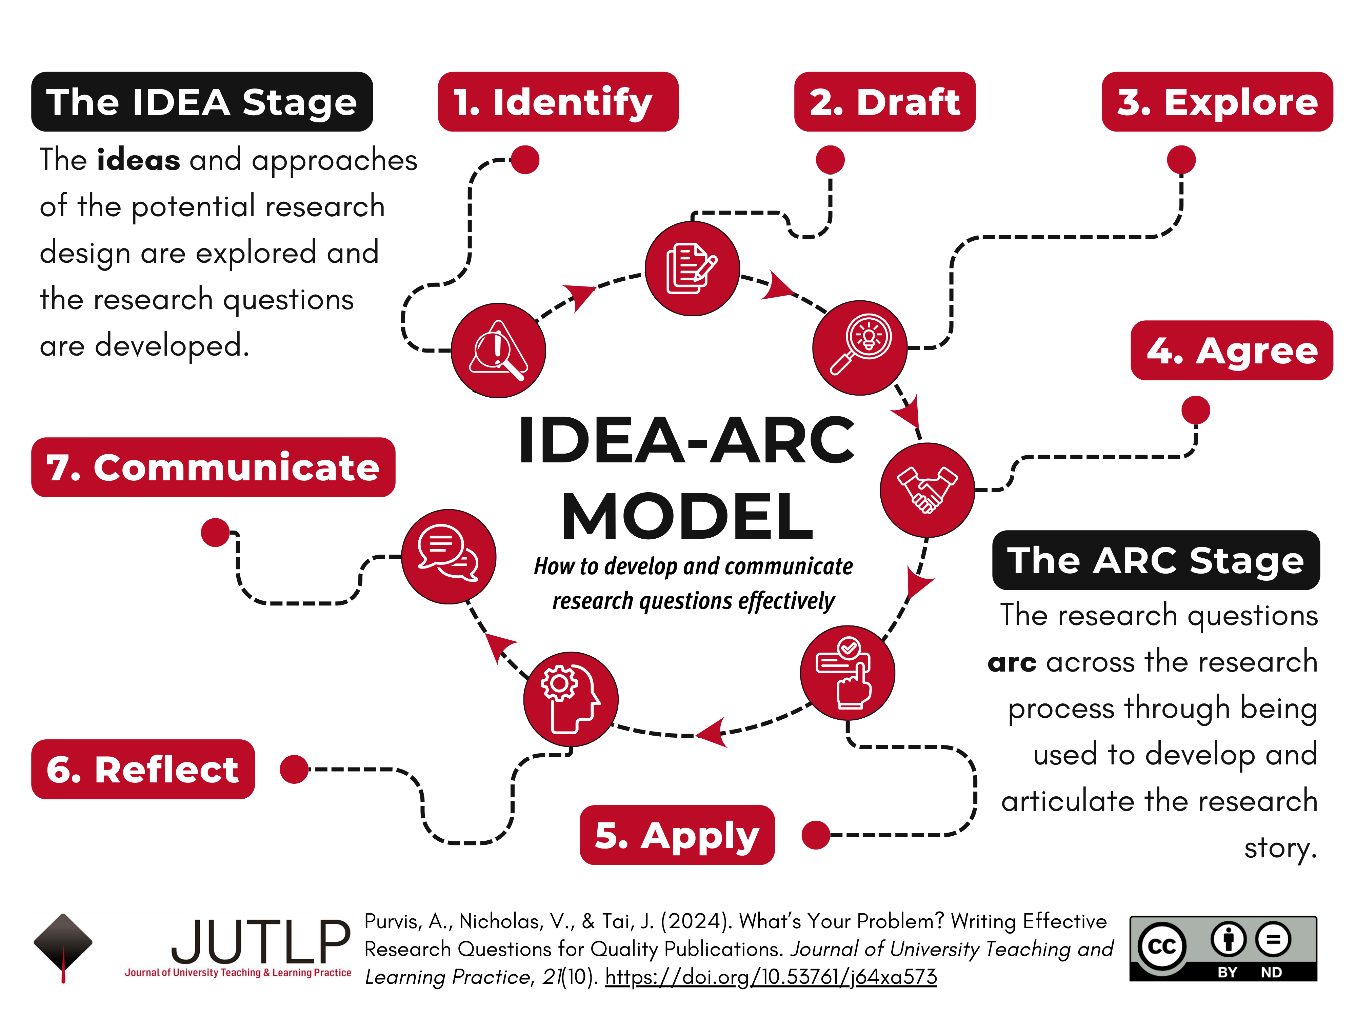 The IDEA Stage
The ideas and approaches
of the potential research
design are explored and
the research questions
are developed.
1. Identify
2. Draft
3. Explore
4. Agree
IDEA-ARC
MODEL
How to develop and communicate
research questions effectively
The ARC Stage
The research questions
arc across the research
process through being
used to develop and
articulate the research
story.
5. Apply
6. Reflect
7. Communicate
JUTLP
Journal of University Teaching & Learning Practice
Purvis, A., Nicholas, V., & Tai, J. (2024). What's Your Problem? Writing Effective
Research Questions for Quality Publications. Journal of University Teaching and
Learning Practice, 21(10). https://doi.org/10.53761/j64xa573
cc
BY ND